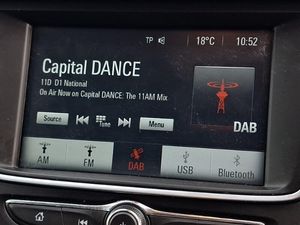 TP 18°C 10:52
Capital DANCE
11D D1 National
On Air Now on Capital DANCE: The 11AM Mix
Source Tune Menu
DAB
AM FM DAB USB Bluetooth